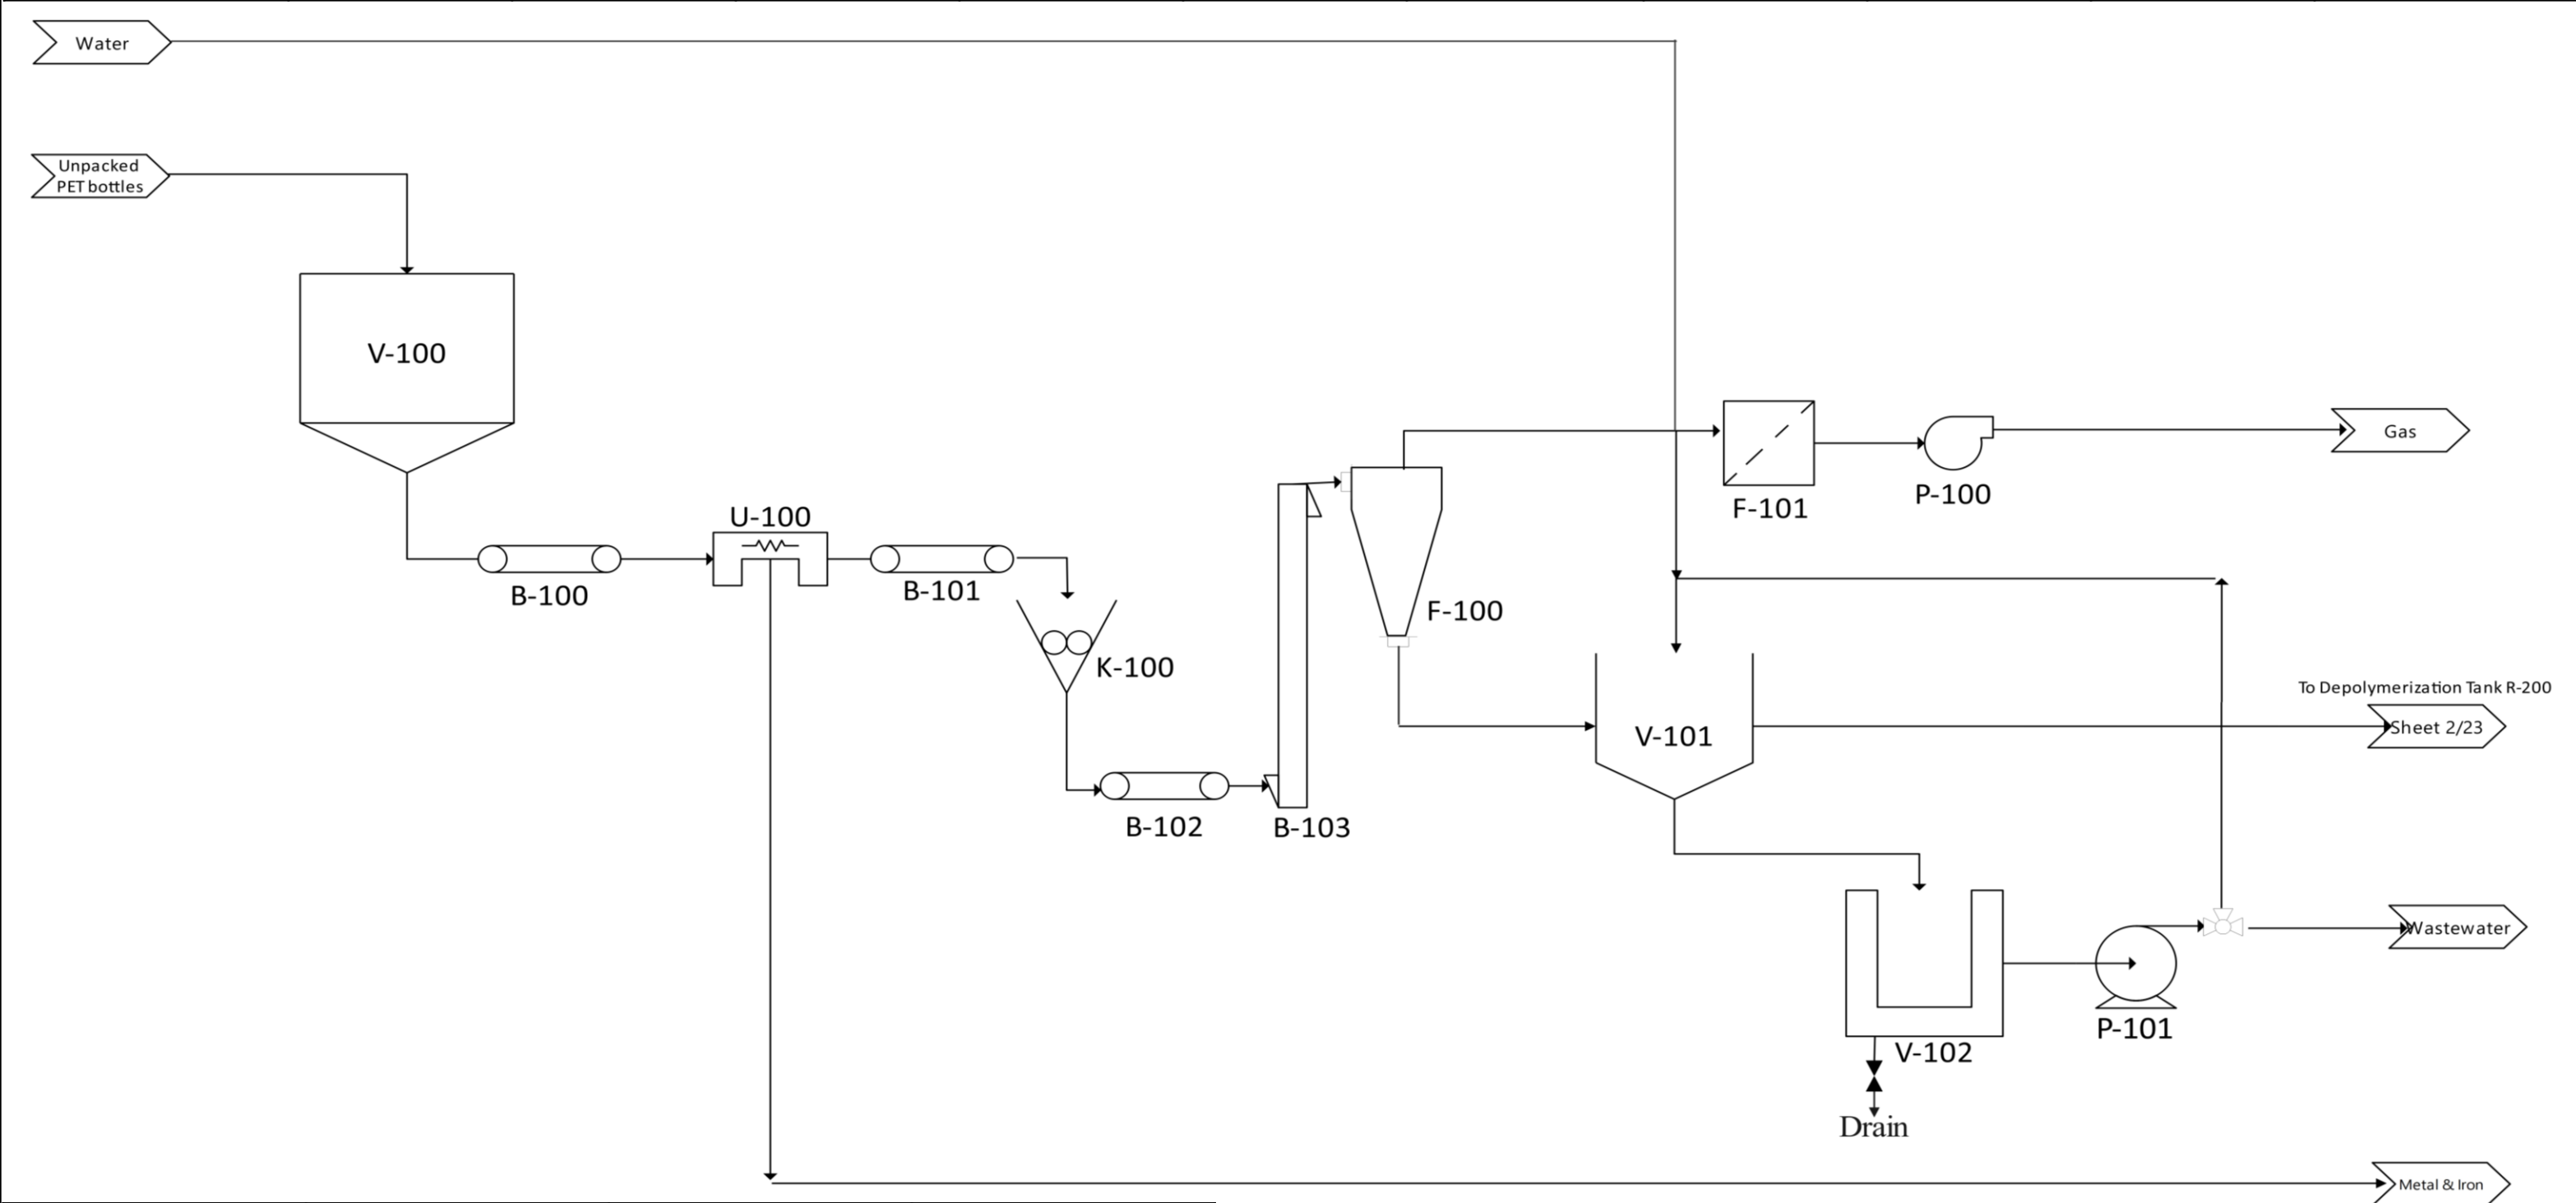 Water
Unpacked
PET bottles
V-100
Gas
F-101
P-100
U-100
B-100
B-101
F-100
K-100
To Depolymerization Tank R-200
Sheet 2/23
V-101
B-102
B-103
Wastewater
P-101
V-102
Drain
Metal & Iron